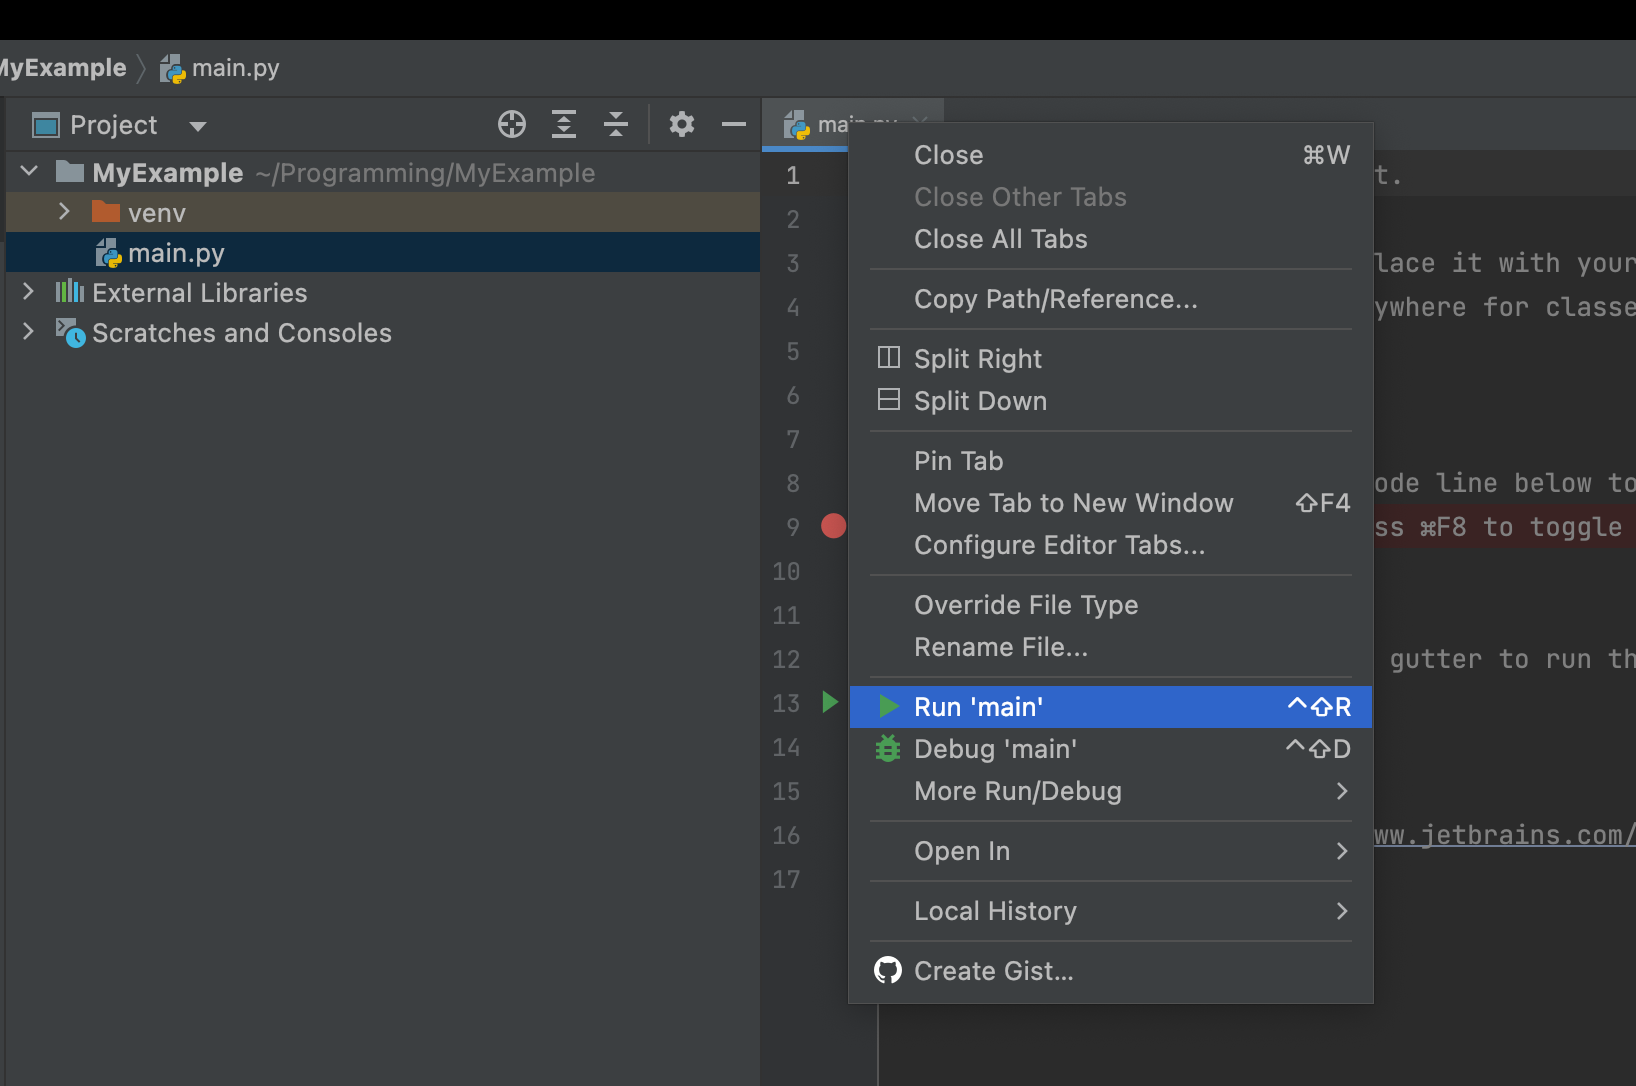 MyExample main.py
Project
main.py
MyExample ~/Programming/MyExample
venv
main.py
External Libraries
Scratches and Consoles
1 t.
2
3 lace it with your
4 ywhere for classe
5
6
7
8 ode line below to
9 ss ⌘F8 to toggle
10
11
12 gutter to run th
13
14
15
16 ww.jetbrains.com/
17
Close ⌘W
Close Other Tabs
Close All Tabs
Copy Path/Reference...
Split Right
Split Down
Pin Tab
Move Tab to New Window ⇧F4
Configure Editor Tabs...
Override File Type
Rename File...
Run 'main' ^⇧R
Debug 'main' ^⇧D
More Run/Debug
Open In
Local History
Create Gist...